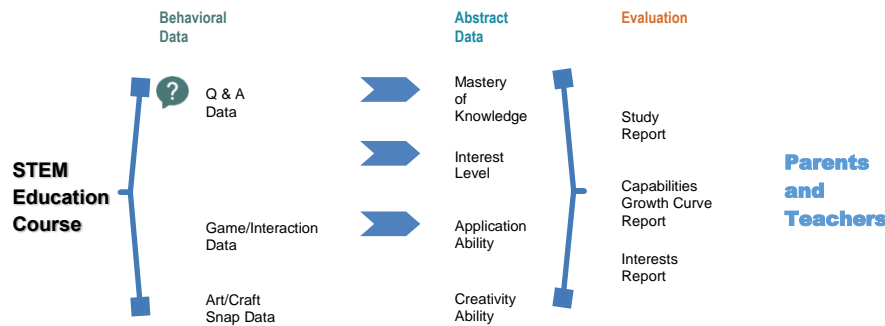 Behavioral
Data
Abstract
Data
Evaluation
?
Q & A
Data
Mastery
of
Knowledge
Study
Report
STEM
Education
Course
Interest
Level
Parents
and
Teachers
Capabilities
Growth Curve
Report
Game/Interaction
Data
Application
Ability
Interests
Report
Art/Craft
Snap Data
Creativity
Ability